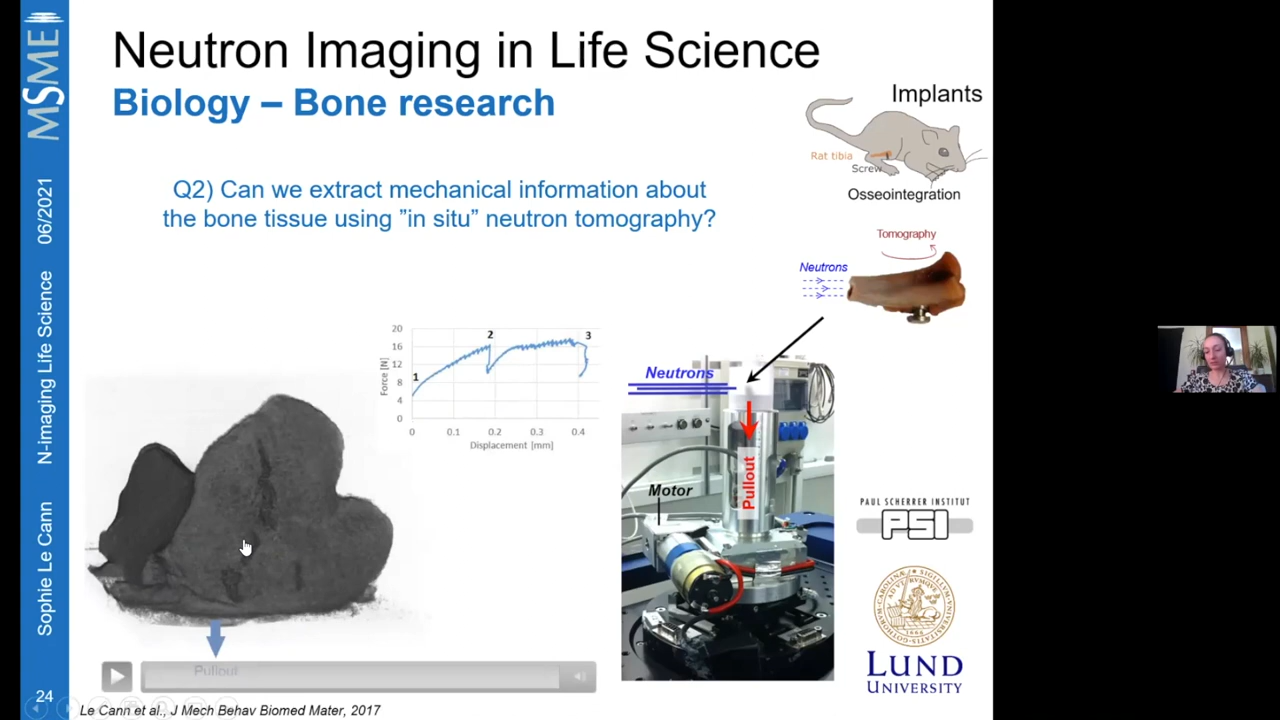 MSME
06/2021
N-imaging Life Science
Sophie Le Cann
24
Neutron Imaging in Life Science
Biology – Bone research
Q2) Can we extract mechanical information about
the bone tissue using ”in situ” neutron tomography?
Implants
Rat tibia
Screw
Osseointegration
Tomography
Neutrons
20
16
12
8
4
0
Force [N]
1
2
3
0
0.1
0.2
0.3
0.4
Displacement [mm]
Neutrons
Pullout
Motor
Pullout
PAUL SCHERRER INSTITUT
PSI
LUND
UNIVERSITY
Le Cann et al., J Mech Behav Biomed Mater, 2017